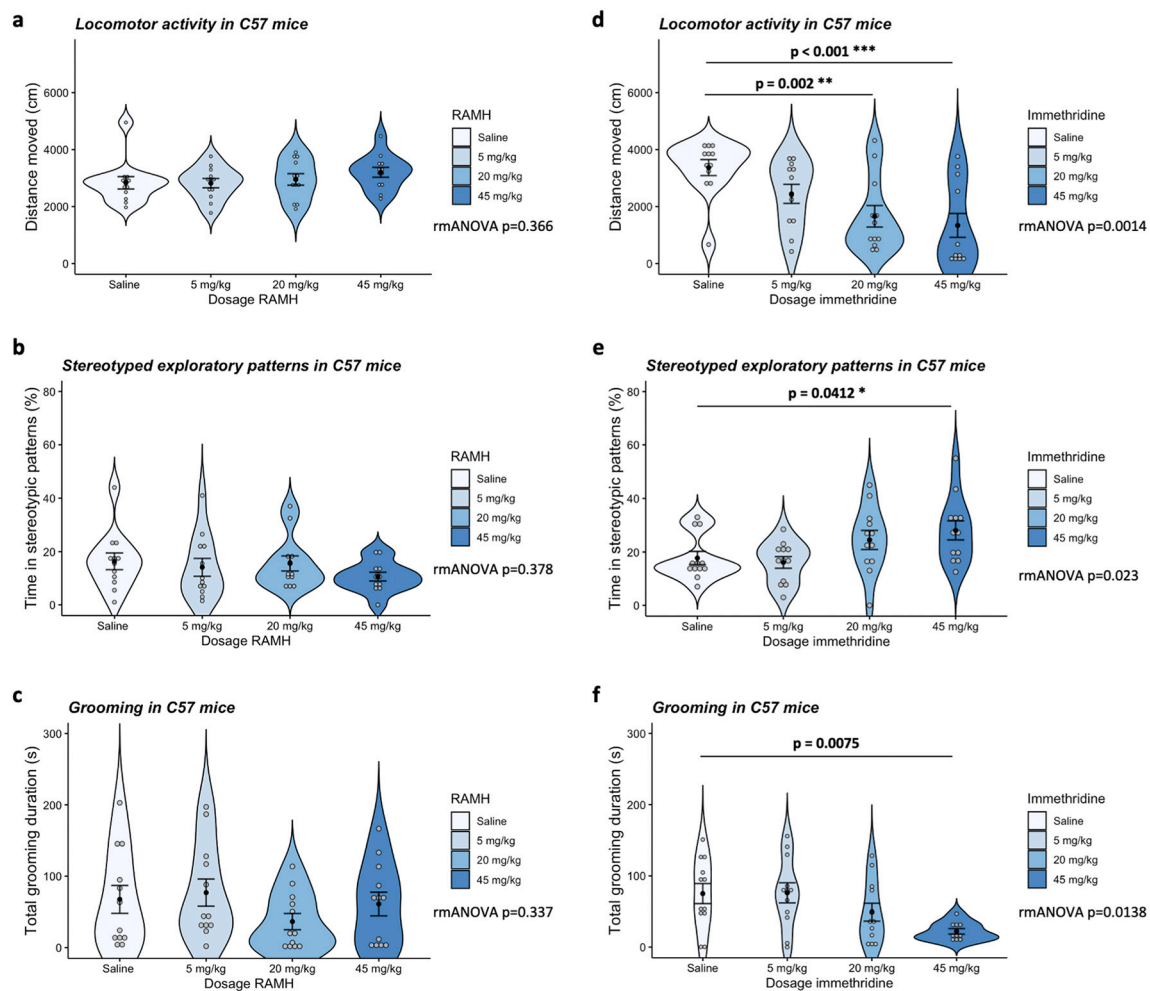 a
Locomotor activity in C57 mice
Distance moved (cm)
6000
4000
2000
0
Saline
5 mg/kg
20 mg/kg
45 mg/kg
Dosage RAMH
RAMH
Saline
5 mg/kg
20 mg/kg
45 mg/kg
rmANOVA p=0.366
d
Locomotor activity in C57 mice
p < 0.001 ***
p = 0.002 **
Distance moved (cm)
6000
4000
2000
0
Saline
5 mg/kg
20 mg/kg
45 mg/kg
Dosage immethridine
Immethridine
Saline
5 mg/kg
20 mg/kg
45 mg/kg
rmANOVA p=0.0014
b
Stereotyped exploratory patterns in C57 mice
Time in stereotypic patterns (%)
80
60
40
20
0
Saline
5 mg/kg
20 mg/kg
45 mg/kg
Dosage RAMH
RAMH
Saline
5 mg/kg
20 mg/kg
45 mg/kg
rmANOVA p=0.378
e
Stereotyped exploratory patterns in C57 mice
p = 0.0412 *
Time in stereotypic patterns (%)
80
60
40
20
0
Saline
5 mg/kg
20 mg/kg
45 mg/kg
Dosage immethridine
Immethridine
Saline
5 mg/kg
20 mg/kg
45 mg/kg
rmANOVA p=0.023
c
Grooming in C57 mice
Total grooming duration (s)
300
200
100
0
Saline
5 mg/kg
20 mg/kg
45 mg/kg
Dosage RAMH
RAMH
Saline
5 mg/kg
20 mg/kg
45 mg/kg
rmANOVA p=0.337
f
Grooming in C57 mice
p = 0.0075
Total grooming duration (s)
300
200
100
0
Saline
5 mg/kg
20 mg/kg
45 mg/kg
Dosage immethridine
Immethridine
Saline
5 mg/kg
20 mg/kg
45 mg/kg
rmANOVA p=0.0138